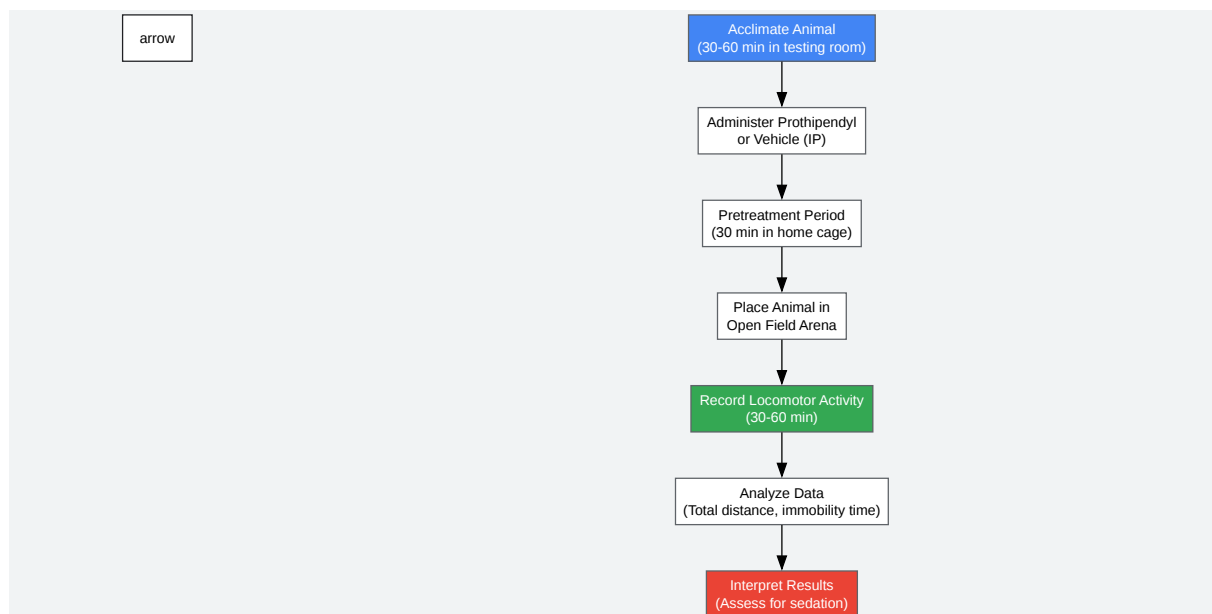 arrow
Acclimate Animal
(30-60 min in testing room)
Administer Prothipendyl
or Vehicle (IP)
Pretreatment Period
(30 min in home cage)
Place Animal in
Open Field Arena
Record Locomotor Activity
(30-60 min)
Analyze Data
(Total distance, immobility time)
Interpret Results
(Assess for sedation)